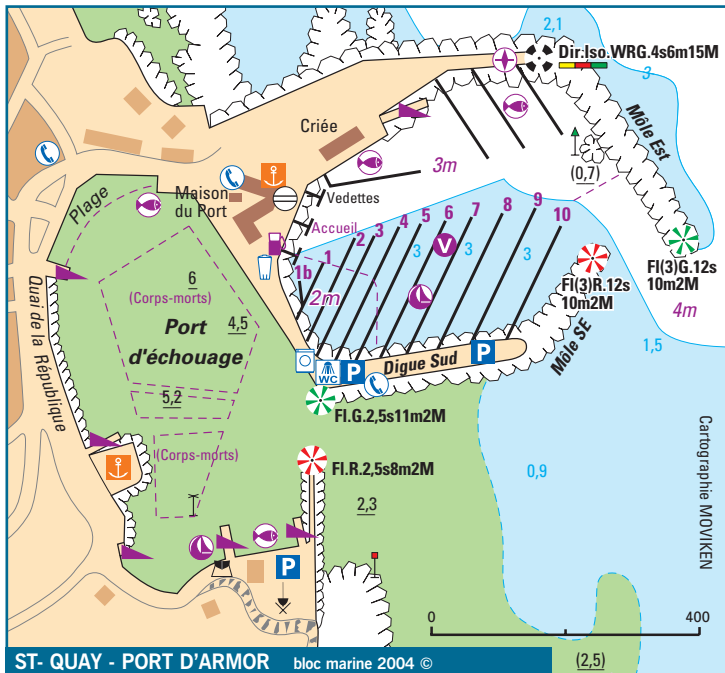 2,1
Dir.Iso.WRG.4s6m15M
3
Môle Est
Criée
3m
(0,7)
Plage
Maison
du Port
Vedettes
Accueil
1b
1
2
3
4
5
6
7
8
9
10
V
3
3
3
2m
Fl(3)G.12s
10m2M
Fl(3)R.12s
10m2M
4m
1,5
6
(Corps-morts)
Port
d'échouage
4,5
5,2
(Corps-morts)
Quai de la République
WC
P
Digue Sud
P
Môle SE
Fl.G.2,5s11m2M
Fl.R.2,5s8m2M
2,3
0,9
P
Cartographie MOVIKEN
0
400
(2,5)
ST- QUAY - PORT D'ARMOR bloc marine 2004 ©